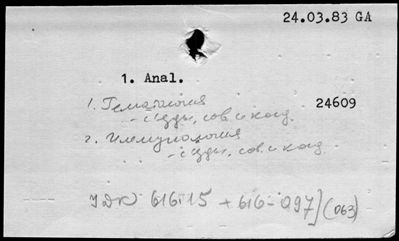 24.03.83 GA
1. Anal.
1. Гематология 24609
- съезды, сов. и конф.
2. Иммунология
- съезды, сов. и конф.
УДК 616.15 + 616-097](063)